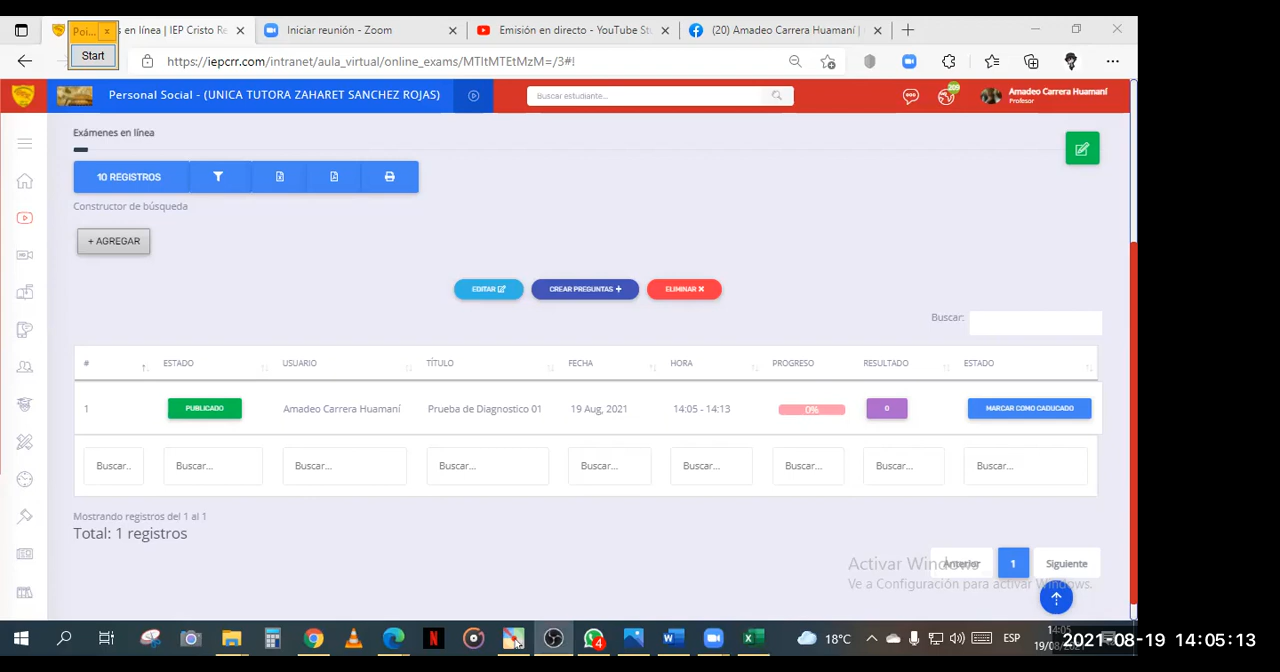 Poi... x
s en línea | IEP Cristo Re
Iniciar reunión - Zoom
Emisión en directo - YouTube Stu
(20) Amadeo Carrera Huamaní |
Start
https://iepcrr.com/intranet/aula_virtual/online_exams/MTItMTEtMzM=/3#!
Personal Social - (UNICA TUTORA ZAHARET SANCHEZ ROJAS)
Buscar estudiante...
209
Amadeo Carrera Huamaní
Profesor
Exámenes en línea
10 REGISTROS
Constructor de búsqueda
+ AGREGAR
EDITAR
CREAR PREGUNTAS +
ELIMINAR
Buscar:
# ESTADO USUARIO TÍTULO FECHA HORA PROGRESO RESULTADO ESTADO
1 PUBLICADO Amadeo Carrera Huamaní Prueba de Diagnostico 01 19 Aug, 2021 14:05 - 14:13 0% 0 MARCAR COMO CADUCADO
Buscar.. Buscar... Buscar... Buscar... Buscar... Buscar... Buscar... Buscar... Buscar...
Mostrando registros del 1 al 1
Total: 1 registros
Anterior 1 Siguiente
Activar Windows
Ve a Configuración para activar Windows.
4
18°C
ESP
2021-08-19 14:05:13